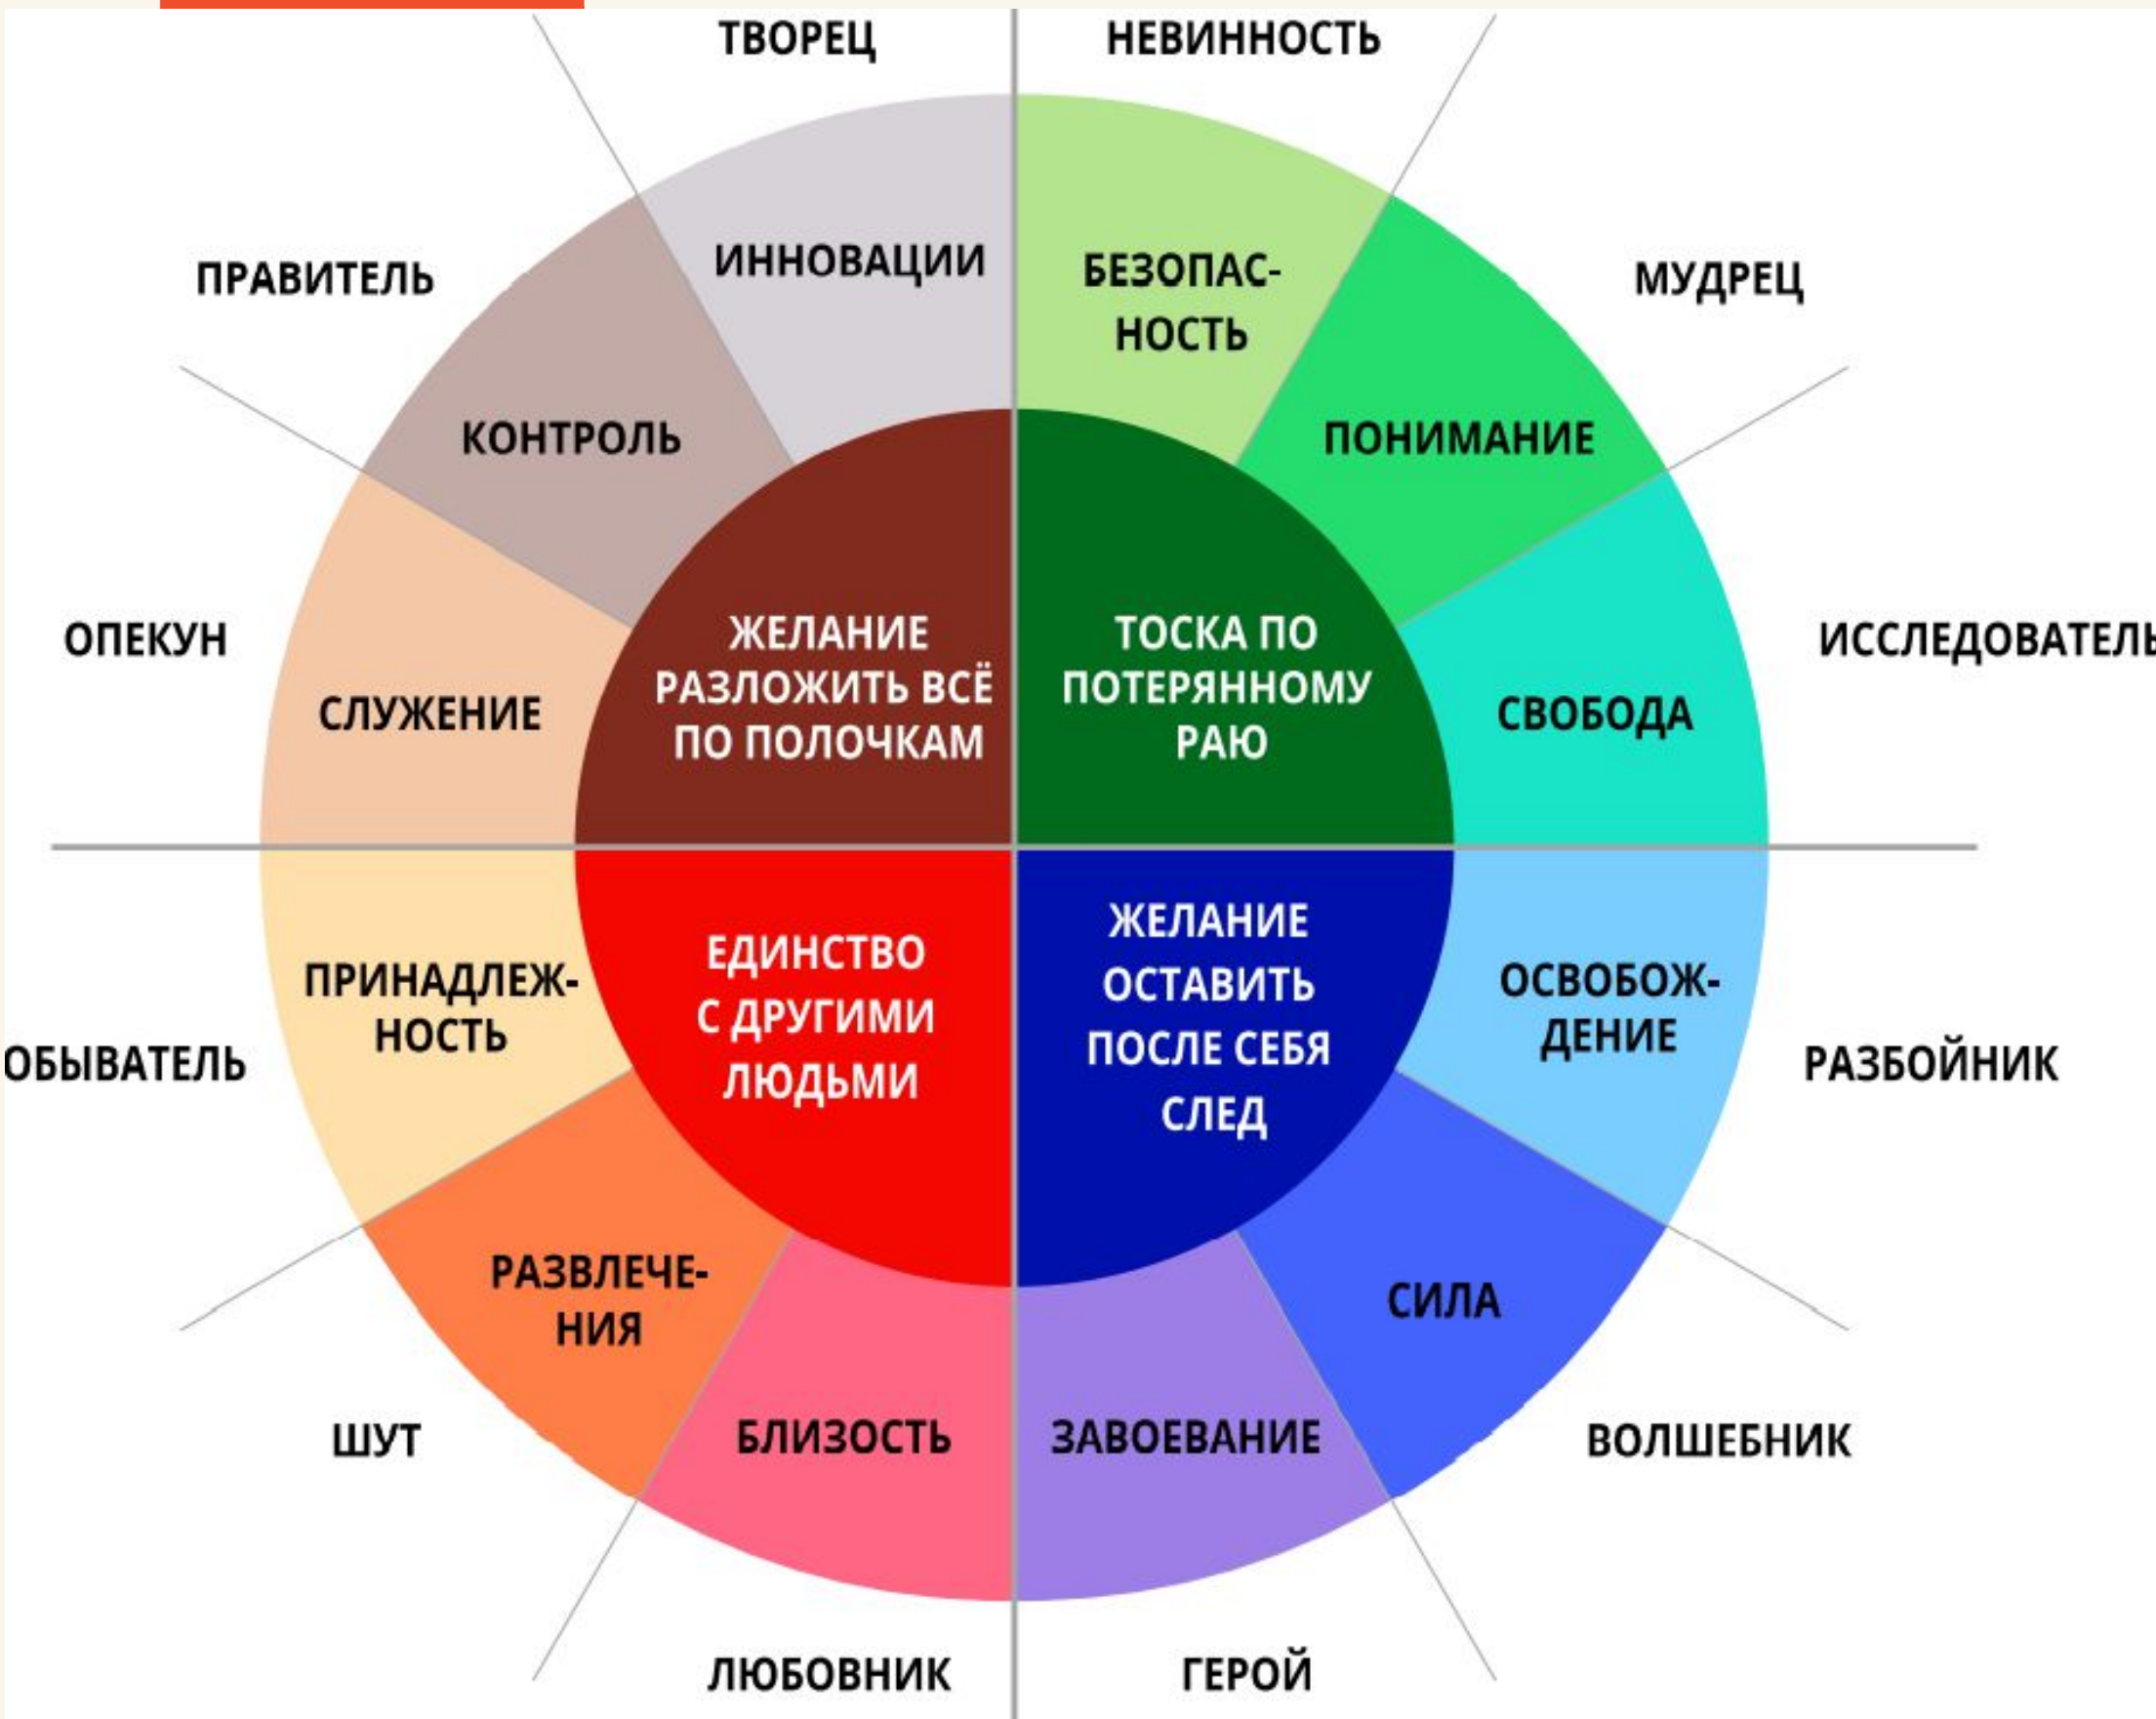 ТВОРЕЦ
НЕВИННОСТЬ
ПРАВИТЕЛЬ
ИННОВАЦИИ
БЕЗОПАС-
НОСТЬ
МУДРЕЦ
КОНТРОЛЬ
ПОНИМАНИЕ
ОПЕКУН
СЛУЖЕНИЕ
ЖЕЛАНИЕ
РАЗЛОЖИТЬ ВСЁ
ПО ПОЛОЧКАМ
ТОСКА ПО
ПОТЕРЯННОМУ
РАЮ
СВОБОДА
ИССЛЕДОВАТЕЛЬ
ОБЫВАТЕЛЬ
ПРИНАДЛЕЖ-
НОСТЬ
ЕДИНСТВО
С ДРУГИМИ
ЛЮДЬМИ
ЖЕЛАНИЕ
ОСТАВИТЬ
ПОСЛЕ СЕБЯ
СЛЕД
ОСВОБОЖ-
ДЕНИЕ
РАЗБОЙНИК
РАЗВЛЕЧЕ-
НИЯ
СИЛА
ШУТ
БЛИЗОСТЬ
ЗАВОЕВАНИЕ
ВОЛШЕБНИК
ЛЮБОВНИК
ГЕРОЙ